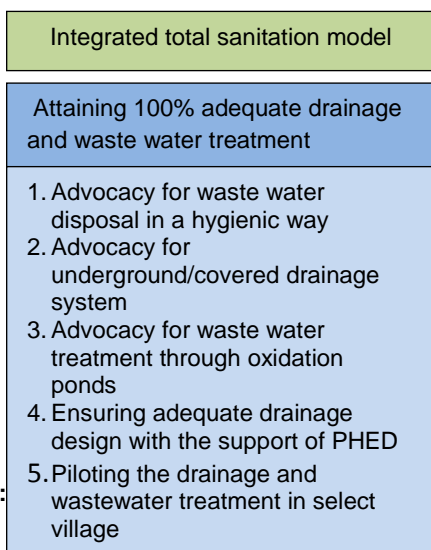 Integrated total sanitation model
Attaining 100% adequate drainage
and waste water treatment
1. Advocacy for waste water
disposal in a hygienic way
2. Advocacy for
underground/covered drainage
system
3. Advocacy for waste water
treatment through oxidation
ponds
4. Ensuring adequate drainage
design with the support of PHED
5. Piloting the drainage and
: wastewater treatment in select
village